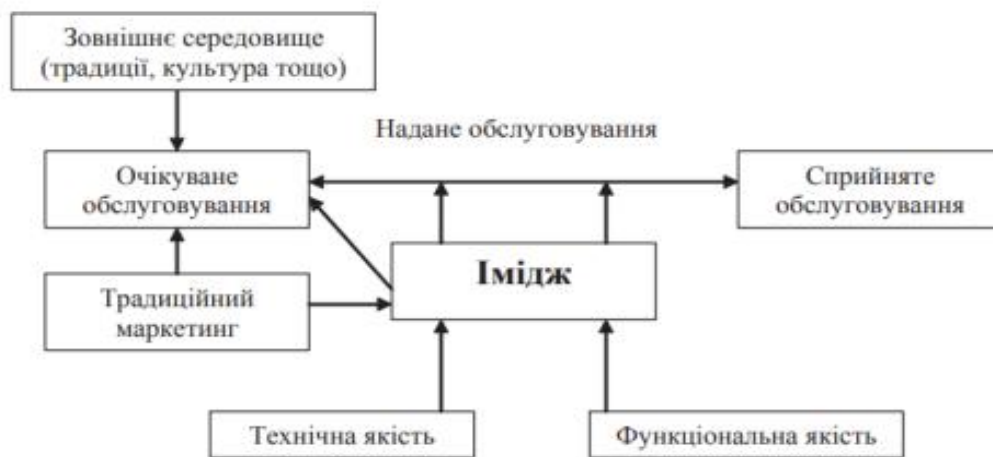 Зовнішнє середовище
(традиції, культура тощо)
Надане обслуговування
Очікуване
обслуговування
Сприйняте
обслуговування
Імідж
Традиційний
маркетинг
Технічна якість
Функціональна якість